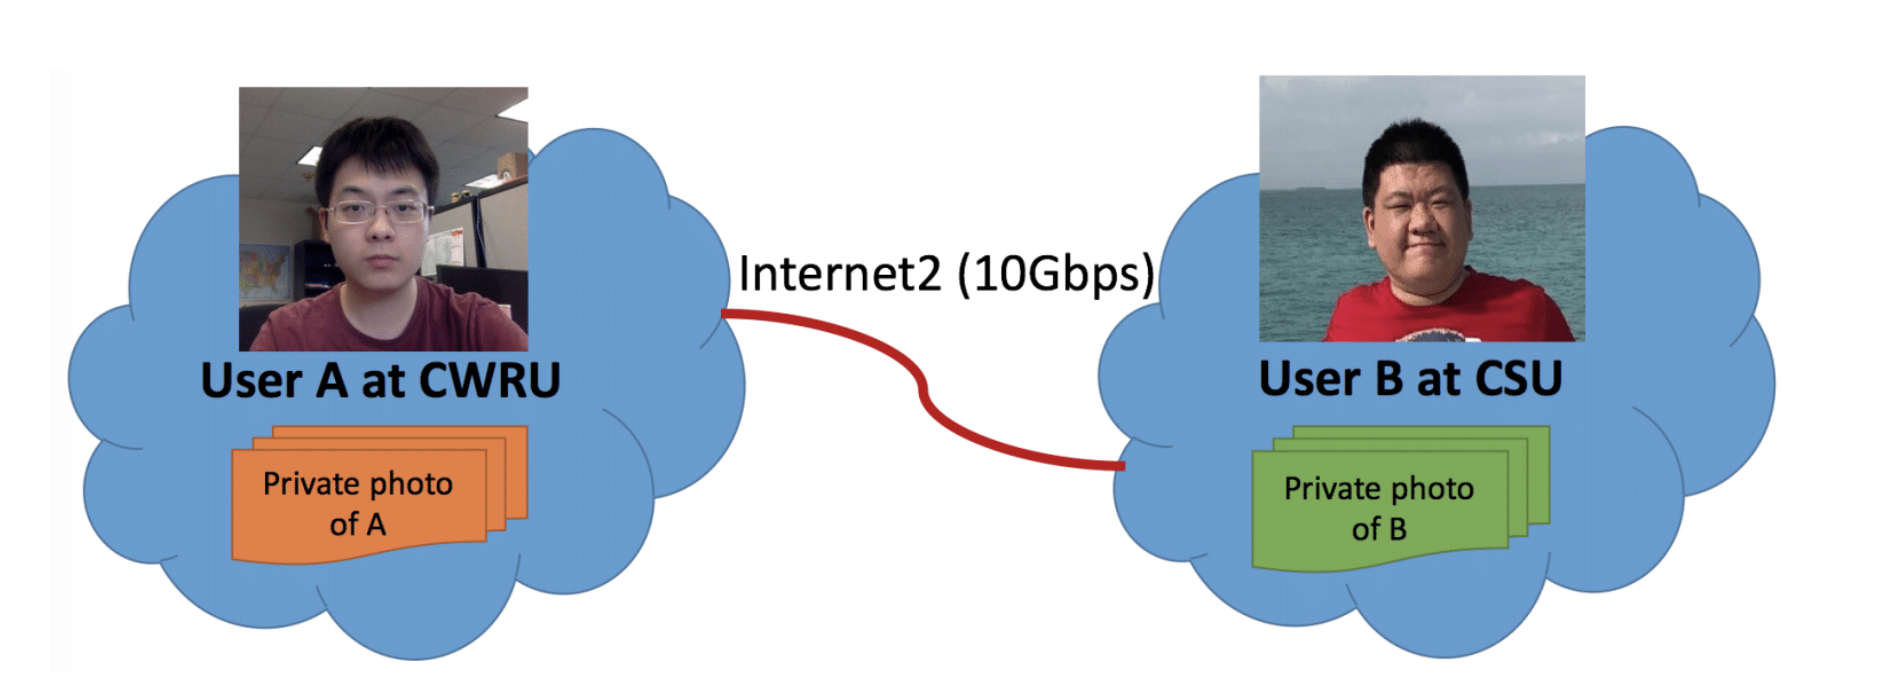 Internet2 (10Gbps)
User A at CWRU
User B at CSU
Private photo
of A
Private photo
of B